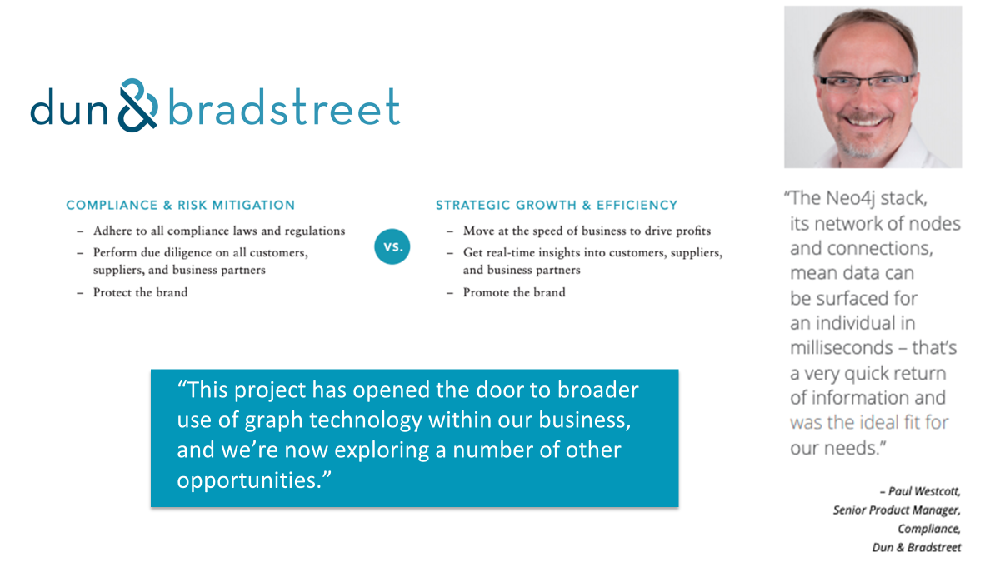 dun & bradstreet
COMPLIANCE & RISK MITIGATION
– Adhere to all compliance laws and regulations
– Perform due diligence on all customers,
suppliers, and business partners
– Protect the brand
VS.
STRATEGIC GROWTH & EFFICIENCY
– Move at the speed of business to drive profits
– Get real-time insights into customers, suppliers,
and business partners
– Promote the brand
“This project has opened the door to broader
use of graph technology within our business,
and we’re now exploring a number of other
opportunities.”
“The Neo4j stack,
its network of nodes
and connections,
mean data can
be surfaced for
an individual in
milliseconds – that’s
a very quick return
of information and
was the ideal fit for
our needs.”
– Paul Westcott,
Senior Product Manager,
Compliance,
Dun & Bradstreet